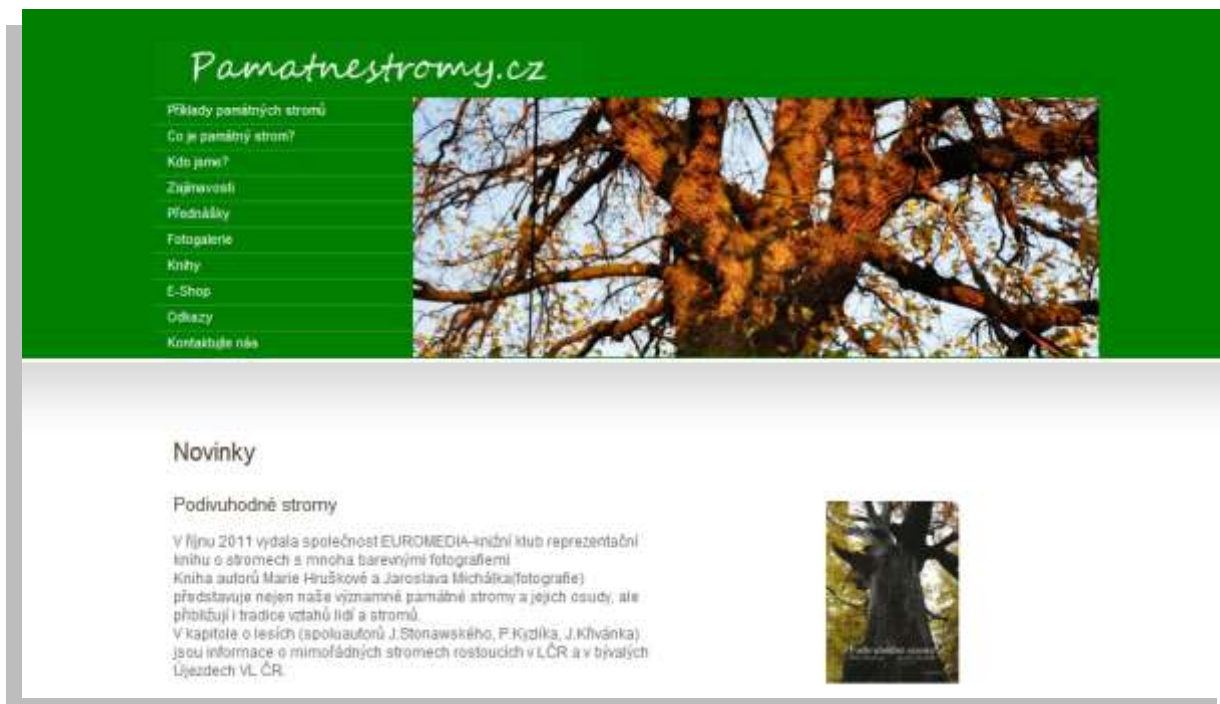 Pamatnestromy.cz
Příklady památných stromů
Co je památný strom?
Kdo jsme?
Zajímavosti
Přednášky
Fotogalerie
Knihy
E-Shop
Odkazy
Kontaktujte nás
Novinky
Podivuhodné stromy
V říjnu 2011 vydala společnost EUROMEDIA-knižní klub reprezentační
knihu o stromech s mnoha barevnými fotografiemi
Kniha autorů Marie Hruškové a Jaroslava Michálka(fotografie)
představuje nejen naše významné památné stromy a jejich osudy, ale
přibližují i tradice vztahů lidí a stromů.
V kapitole o lesích (spoluautorů J.Stonawského, P.Kyzlíka, J.Křivánka)
jsou informace o mimořádných stromech rostoucích v LČR a v bývalých
Újezdech VL ČR.
Podivuhodné stromy